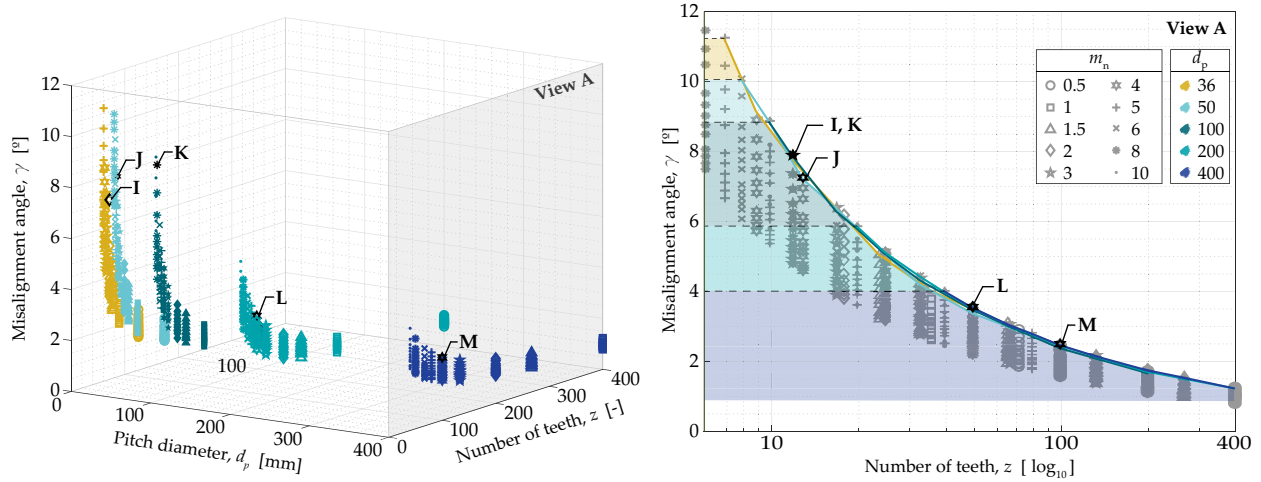 12
10
8
6
4
2
0
Misalignment angle, γ [º]
0
100
200
300
400
Pitch diameter, d_p [mm]
0
100
200
300
400
Number of teeth, z [-]
100
View A
J
I
K
L
M
12
10
8
6
4
2
0
Misalignment angle, γ [º]
10
100
400
Number of teeth, z [ log₁₀]
View A
m_n
0.5 4
1 5
1.5 6
2 8
3 10
d_p
36
50
100
200
400
I, K
J
L
M